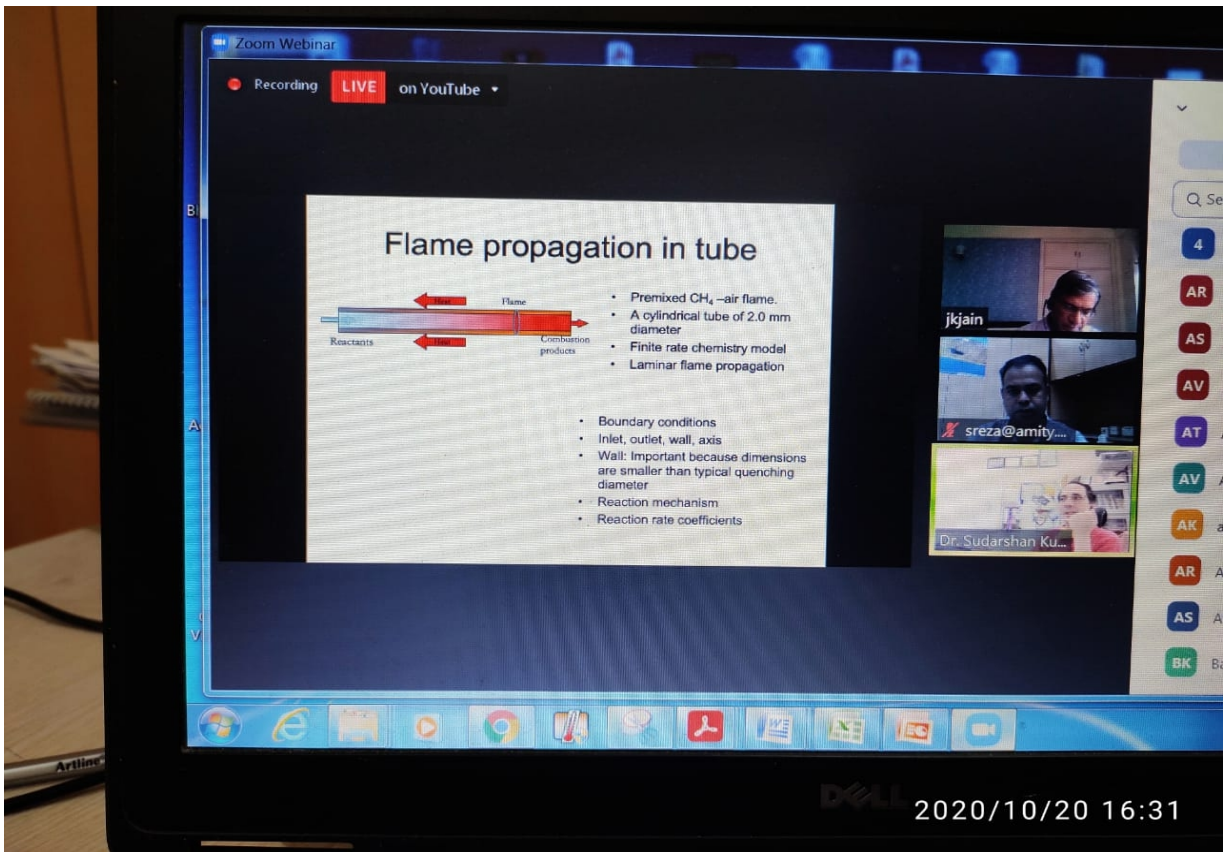 Zoom Webinar
Recording LIVE on YouTube
Flame propagation in tube
Heat
Flame
Reactants
Heat
Combustion
products
• Premixed CH₄ –air flame.
• A cylindrical tube of 2.0 mm
diameter
• Finite rate chemistry model
• Laminar flame propagation
• Boundary conditions
• Inlet, outlet, wall, axis
• Wall: Important because dimensions
are smaller than typical quenching
diameter
• Reaction mechanism
• Reaction rate coefficients
jkjain
sreza@amity....
Dr. Sudarshan Ku...
Se
4
AR
AS
AV
AT
AV
AK
AR A
AS A
BK Ba
Artline
DELL
2020/10/20 16:31